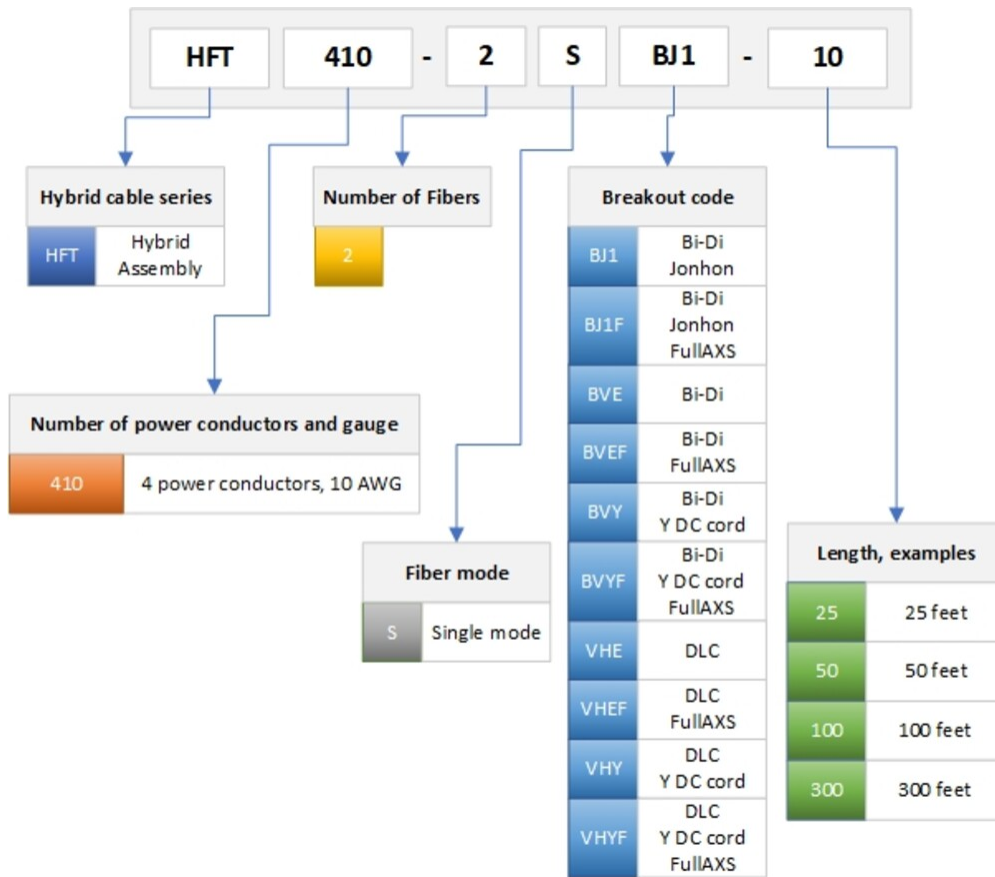 HFT 410 - 2 S BJ1 - 10
Hybrid cable series
HFT Hybrid
Assembly
Number of Fibers
2
Number of power conductors and gauge
410 4 power conductors, 10 AWG
Fiber mode
S Single mode
Breakout code
BJ1 Bi-Di
Jonhon
BJ1F Bi-Di
Jonhon
FullAXS
BVE Bi-Di
BVEF Bi-Di
FullAXS
BVY Bi-Di
Y DC cord
BVYF Bi-Di
Y DC cord
FullAXS
VHE DLC
VHEF DLC
FullAXS
VHY DLC
Y DC cord
VHYF DLC
Y DC cord
FullAXS
Length, examples
25 25 feet
50 50 feet
100 100 feet
300 300 feet